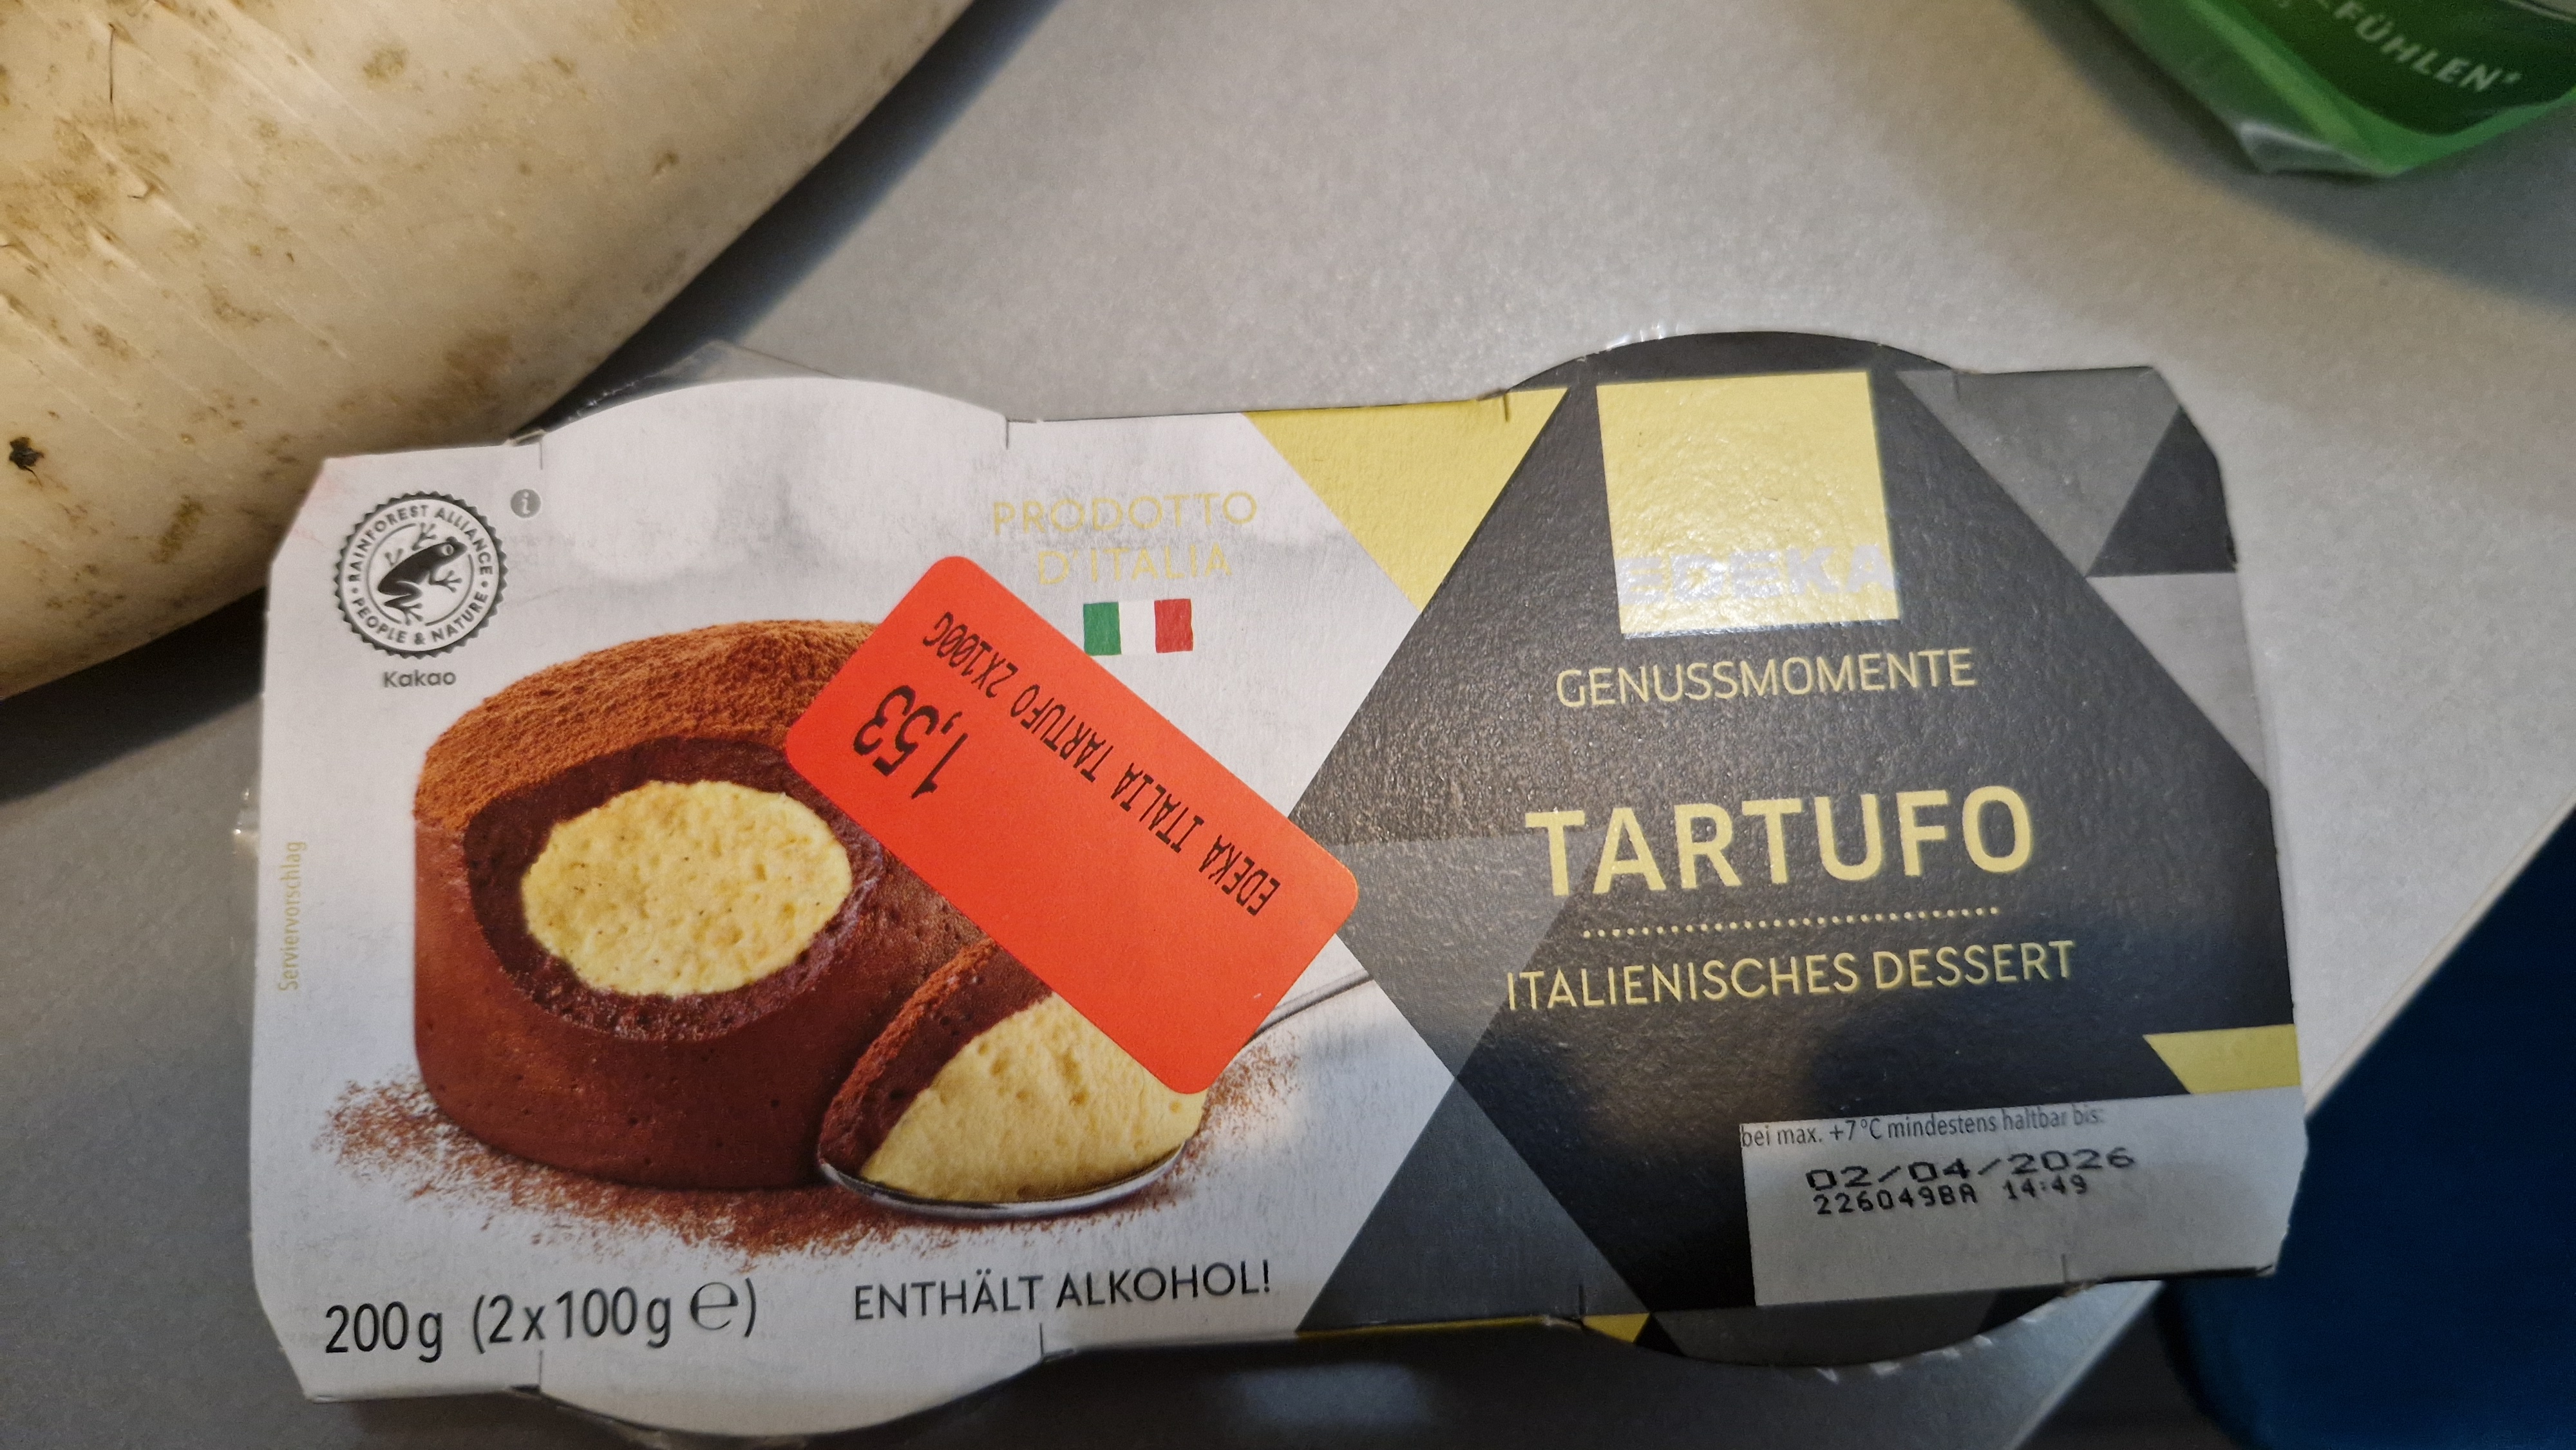 EFÜHLEN*
RAINFOREST ALLIANCE
PEOPLE & NATURE
i
Kakao
PRODOTTO
D'ITALIA
EDEKA ITALIA TARTUFO 2X100G
1,53
Serviervorschlag
200g (2x100g ℮)
ENTHÄLT ALKOHOL!
EDEKA
GENUSSMOMENTE
TARTUFO
ITALIENISCHES DESSERT
bei max. +7°C mindestens haltbar bis:
02/04/2026
226049BA 14:49